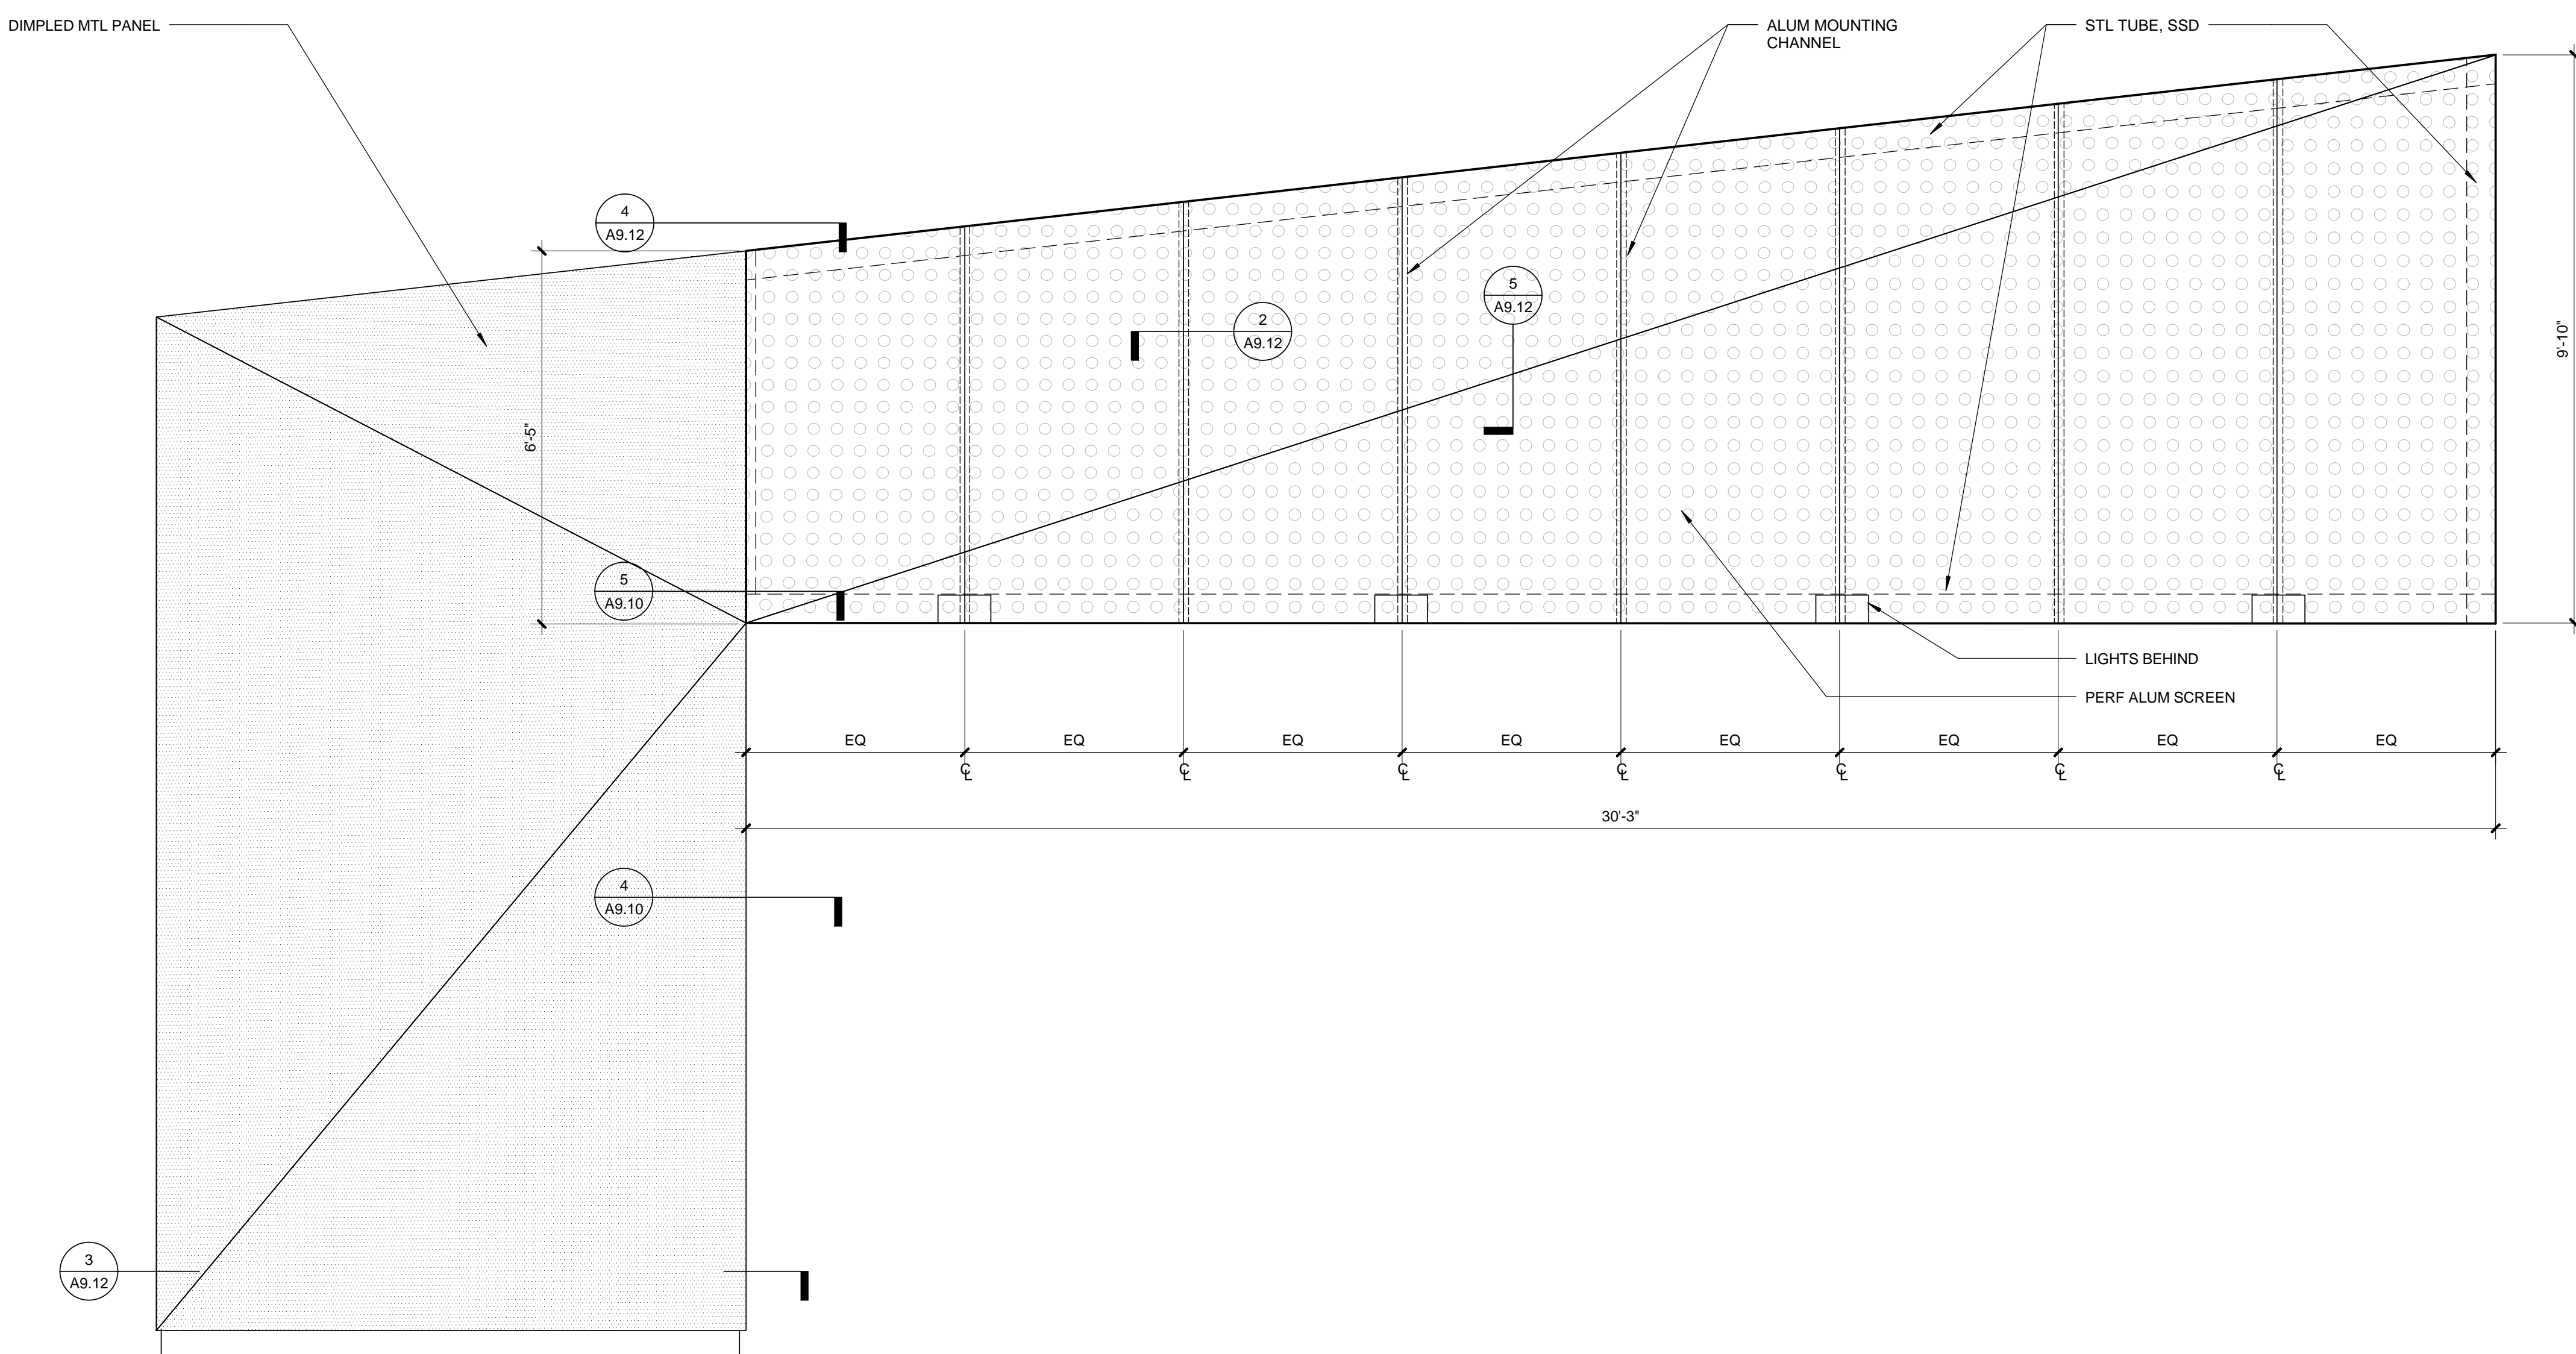 DIMPLED MTL PANEL
ALUM MOUNTING
CHANNEL
STL TUBE, SSD
4
A9.12
5
A9.12
2
A9.12
9'-10"
6'-5"
5
A9.10
LIGHTS BEHIND
PERF ALUM SCREEN
EQ EQ EQ EQ EQ EQ EQ EQ
CL CL CL CL CL CL CL
30'-3"
4
A9.10
3
A9.12